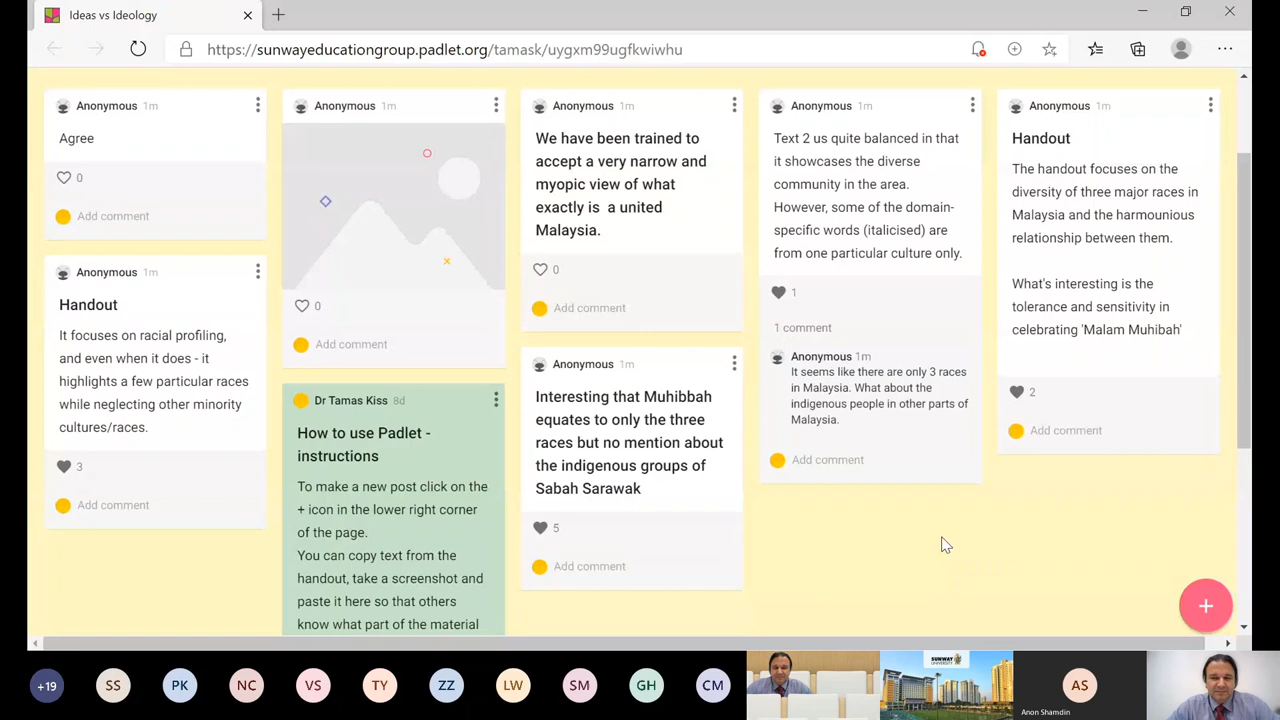 Ideas vs Ideology
https://sunwayeducationgroup.padlet.org/tamask/uygxm99ugfkwiwhu
Anonymous 1m
Agree
0
Add comment
Anonymous 1m
Handout
It focuses on racial profiling,
and even when it does - it
highlights a few particular races
while neglecting other minority
cultures/races.
3
Add comment
Anonymous 1m
0
Add comment
Dr Tamas Kiss 8d
How to use Padlet -
instructions
To make a new post click on the
+ icon in the lower right corner
of the page.
You can copy text from the
handout, take a screenshot and
paste it here so that others
know what part of the material
Anonymous 1m
We have been trained to
accept a very narrow and
myopic view of what
exactly is a united
Malaysia.
0
Add comment
Anonymous 1m
Interesting that Muhibbah
equates to only the three
races but no mention about
the indigenous groups of
Sabah Sarawak
5
Add comment
Anonymous 1m
Text 2 us quite balanced in that
it showcases the diverse
community in the area.
However, some of the domain-
specific words (italicised) are
from one particular culture only.
1
1 comment
Anonymous 1m
It seems like there are only 3 races
in Malaysia. What about the
indigenous people in other parts of
Malaysia.
Add comment
Anonymous 1m
Handout
The handout focuses on the
diversity of three major races in
Malaysia and the harmounious
relationship between them.
What's interesting is the
tolerance and sensitivity in
celebrating 'Malam Muhibah'
2
Add comment
+19
SS
PK
NC
VS
TY
ZZ
LW
SM
GH
CM
SUNWAY
UNIVERSITY
AS
Anon Shamdin